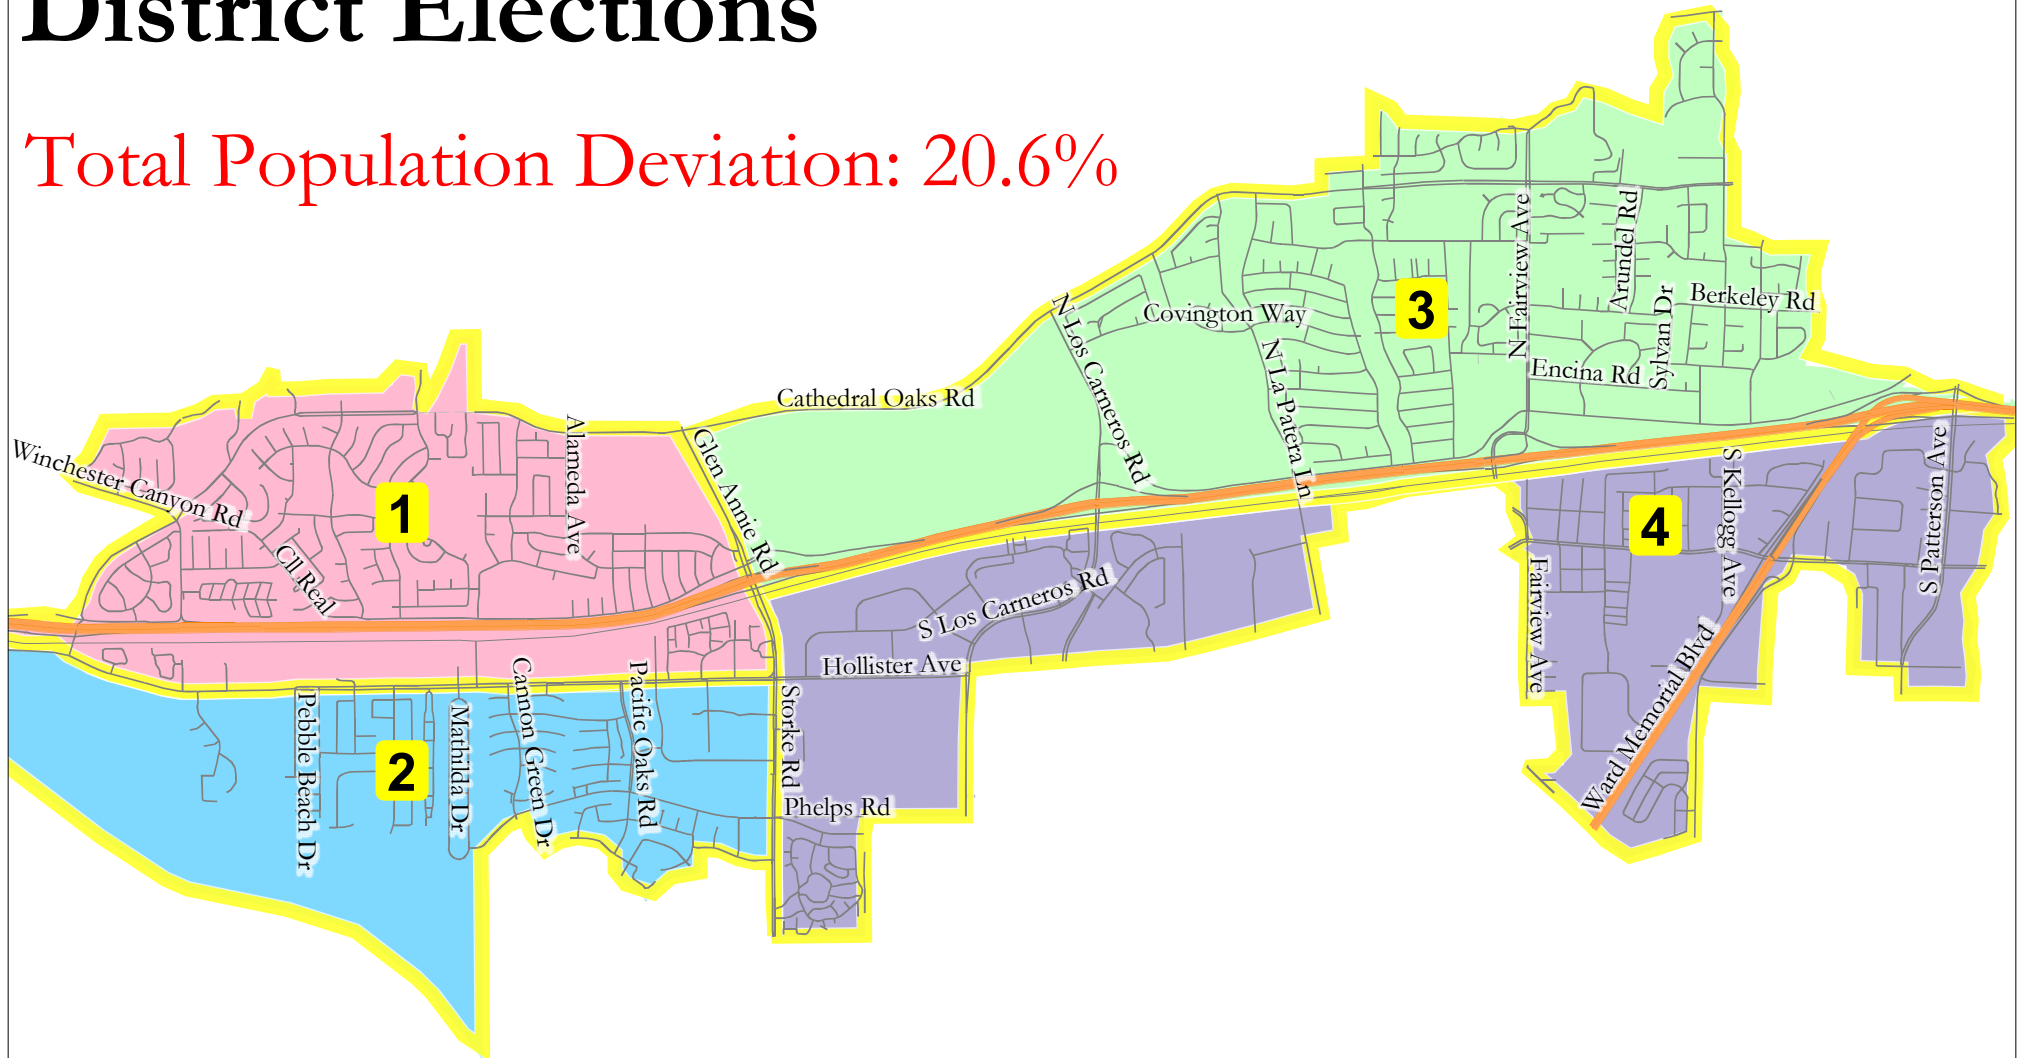 District Elections
Total Population Deviation: 20.6%
N Fairview Ave
Arundel Rd
Sylvan Dr
Berkeley Rd
3
Covington Way
N Los Carneros Rd
N La Patera Ln
Encina Rd
Cathedral Oaks Rd
Winchester Canyon Rd
1
Alameda Ave
Glen Annie Rd
Cll Real
S Kellogg Ave
4
S Patterson Ave
Fairview Ave
S Los Carneros Rd
Hollister Ave
Ward Memorial Blvd
Pebble Beach Dr
2
Mathilda Dr
Cannon Green Dr
Pacific Oaks Rd
Storke Rd
Phelps Rd